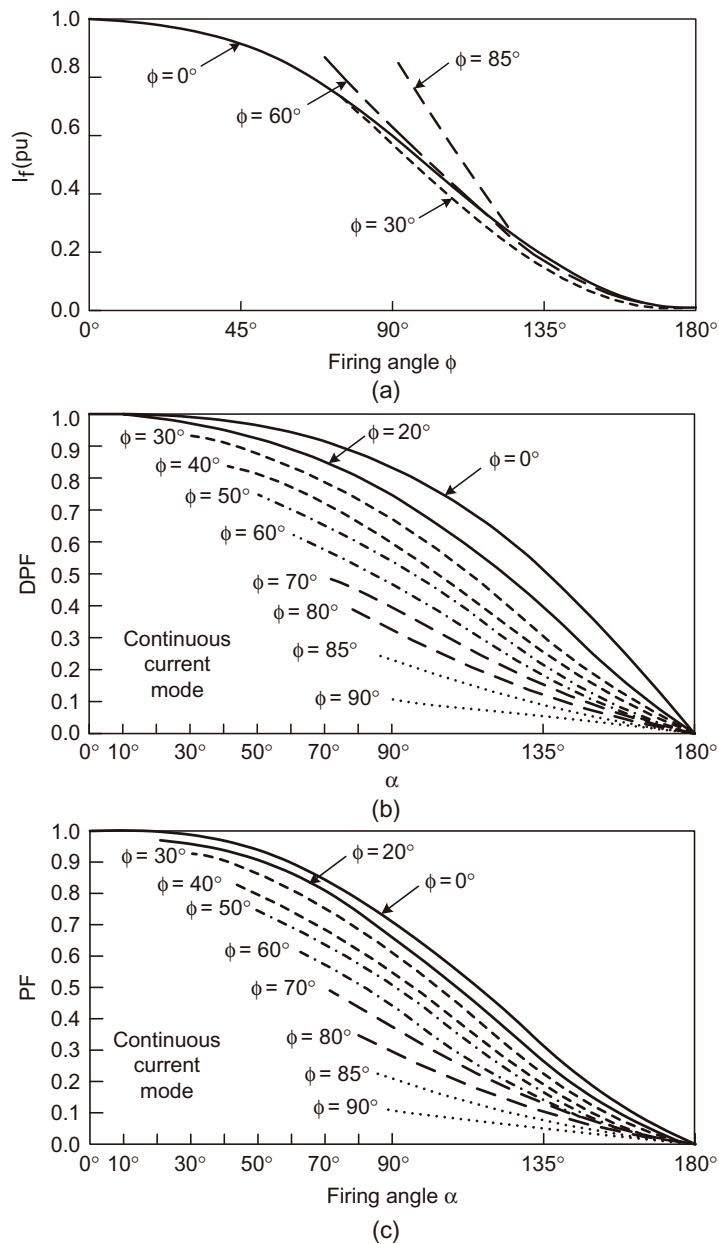 1.0
0.8
0.6
0.4
0.2
0.0
I_f(pu)
ϕ = 0°
ϕ = 60°
ϕ = 85°
ϕ = 30°
0° 45° 90° 135° 180°
Firing angle ϕ
(a)
1.0
0.9
0.8
0.7
0.6
0.5
0.4
0.3
0.2
0.1
0.0
DPF
ϕ = 20°
ϕ = 0°
ϕ = 30°
ϕ = 40°
ϕ = 50°
ϕ = 60°
ϕ = 70°
ϕ = 80°
ϕ = 85°
ϕ = 90°
Continuous
current
mode
0° 10° 30° 50° 70° 90° 135° 180°
α
(b)
1.0
0.9
0.8
0.7
0.6
0.5
0.4
0.3
0.2
0.1
0.0
PF
ϕ = 20°
ϕ = 0°
ϕ = 30°
ϕ = 40°
ϕ = 50°
ϕ = 60°
ϕ = 70°
ϕ = 80°
ϕ = 85°
ϕ = 90°
Continuous
current
mode
0° 10° 30° 50° 70° 90° 135° 180°
Firing angle α
(c)